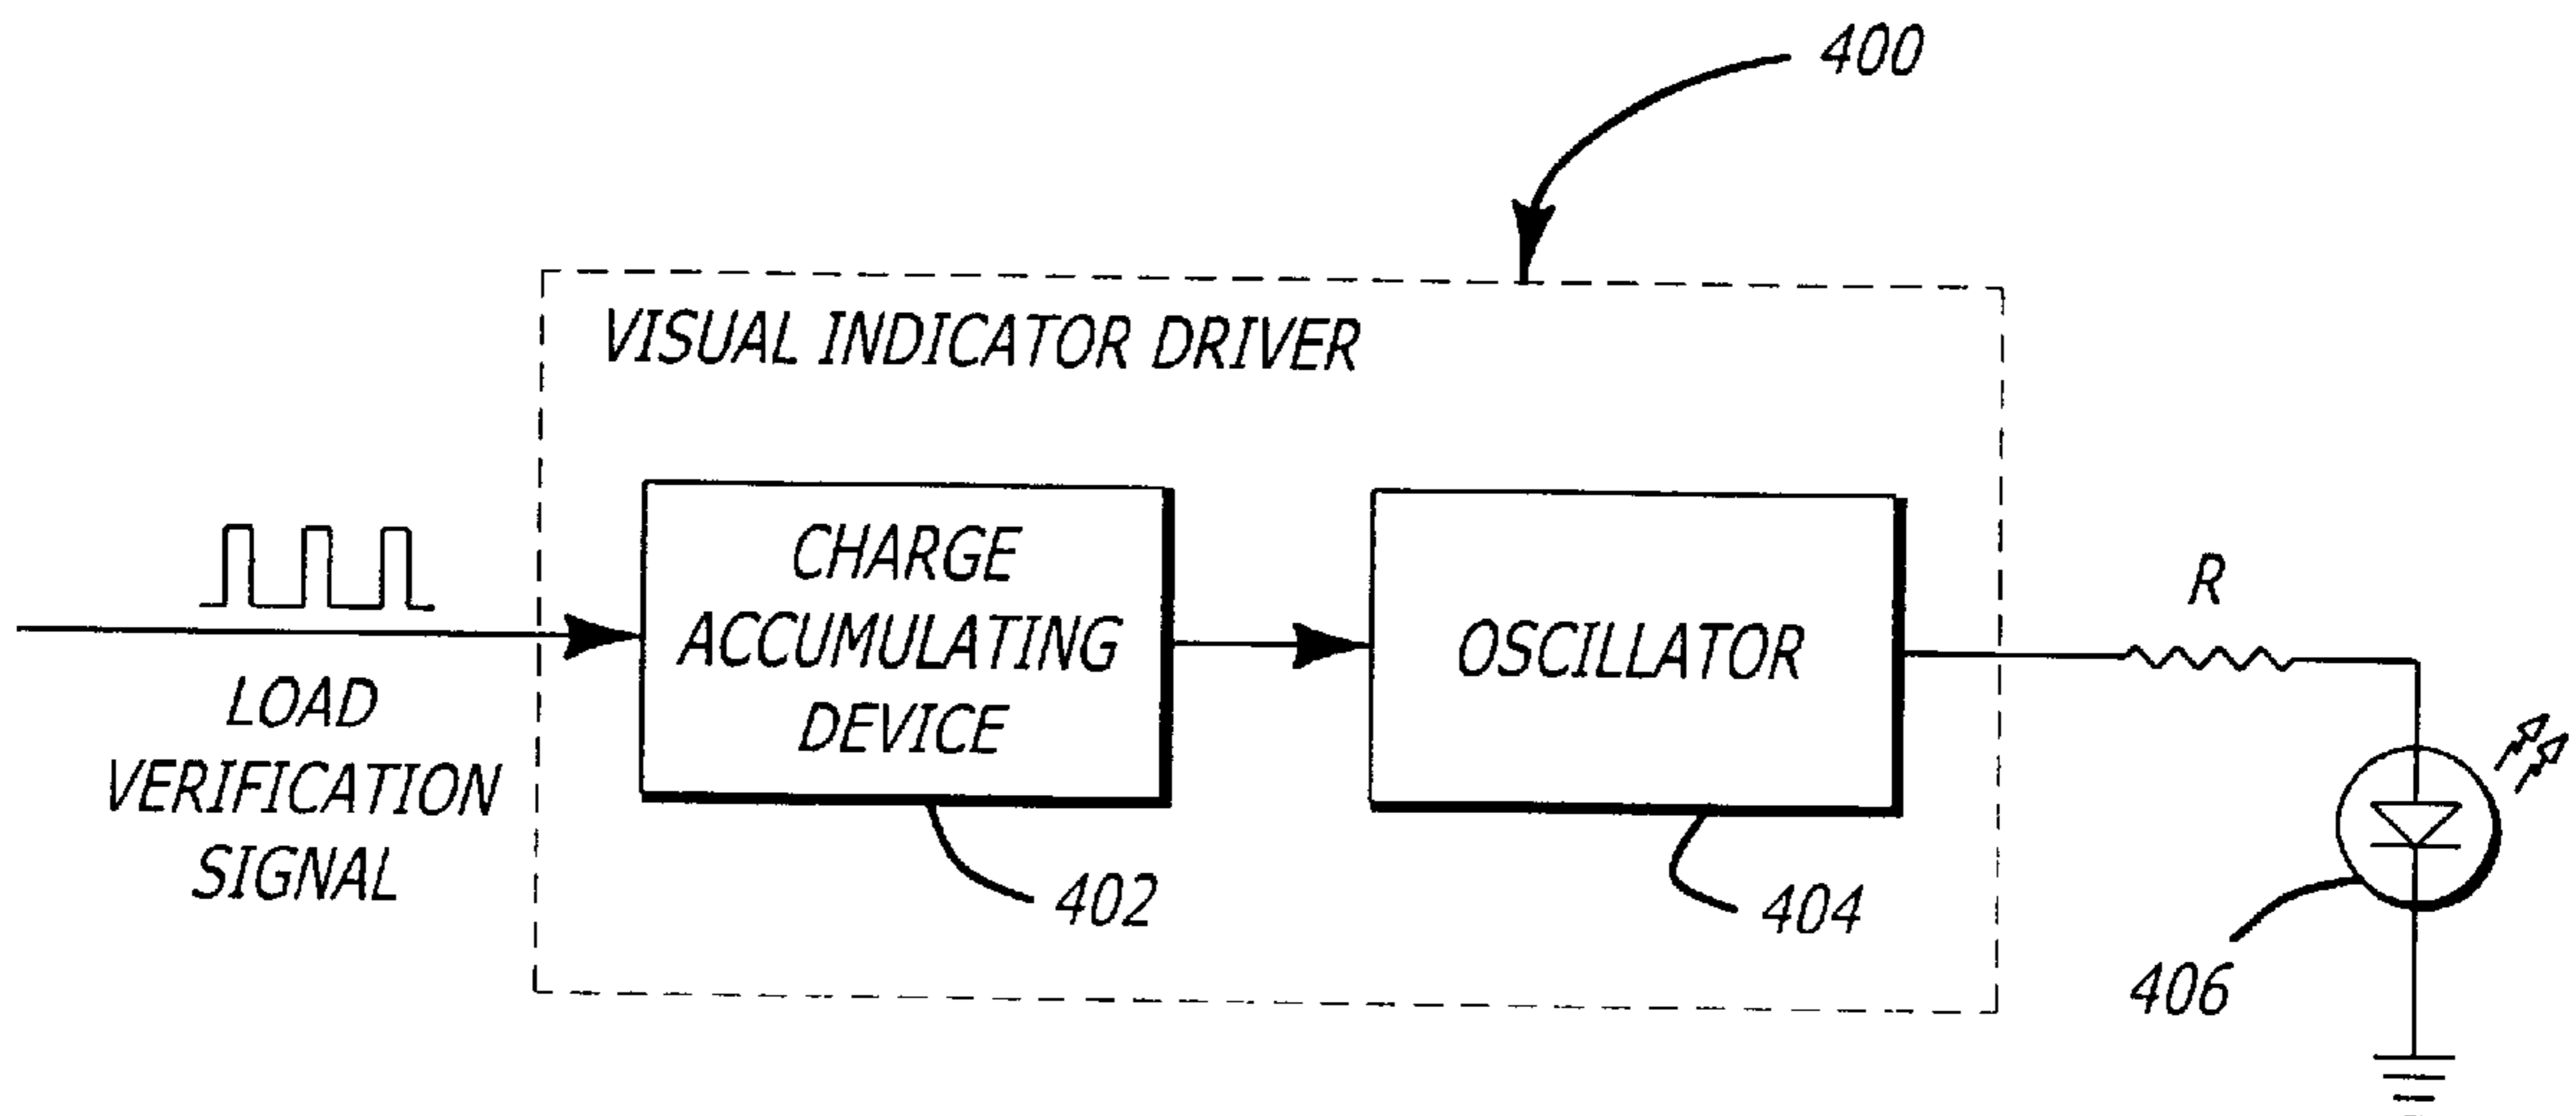 400
VISUAL INDICATOR DRIVER
CHARGE
ACCUMULATING
DEVICE
OSCILLATOR
R
LOAD
VERIFICATION
SIGNAL
402
404
406